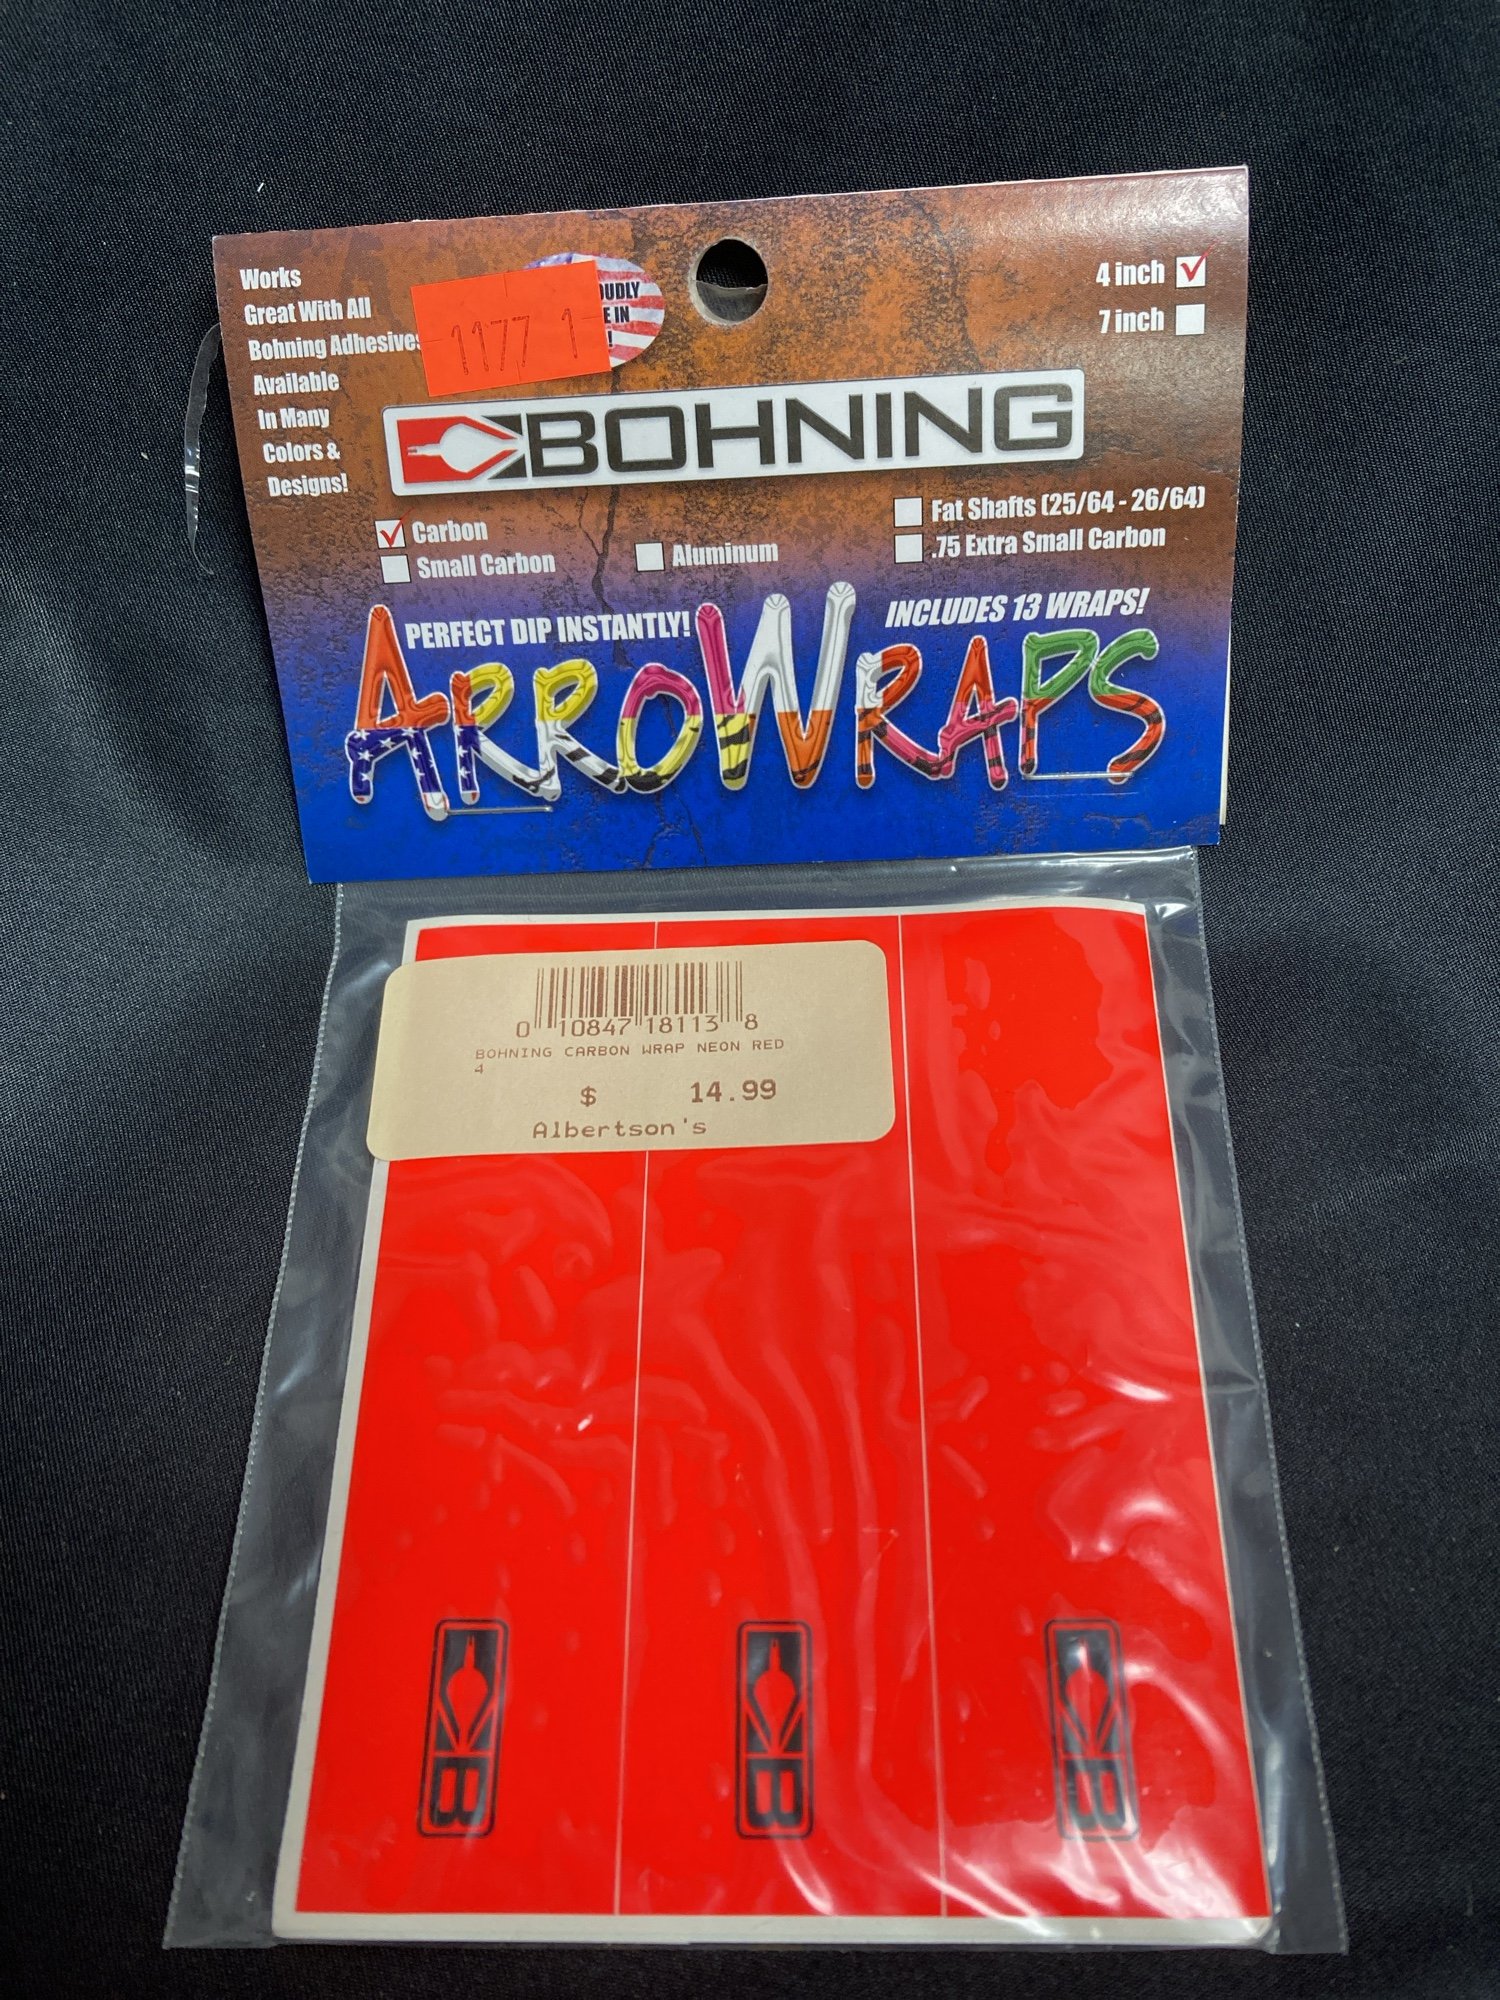 Works
Great With All
Bohning Adhesives
Available
In Many
Colors &
Designs!
1177 1
4 inch
7 inch
BOHNING
Carbon
Small Carbon
Aluminum
Fat Shafts (25/64 - 26/64)
.75 Extra Small Carbon
PERFECT DIP INSTANTLY!
INCLUDES 13 WRAPS!
ARROWRAPS
0 10847 18113 8
BOHNING CARBON WRAP NEON RED
4
$ 14.99
Albertson's
B
B
B